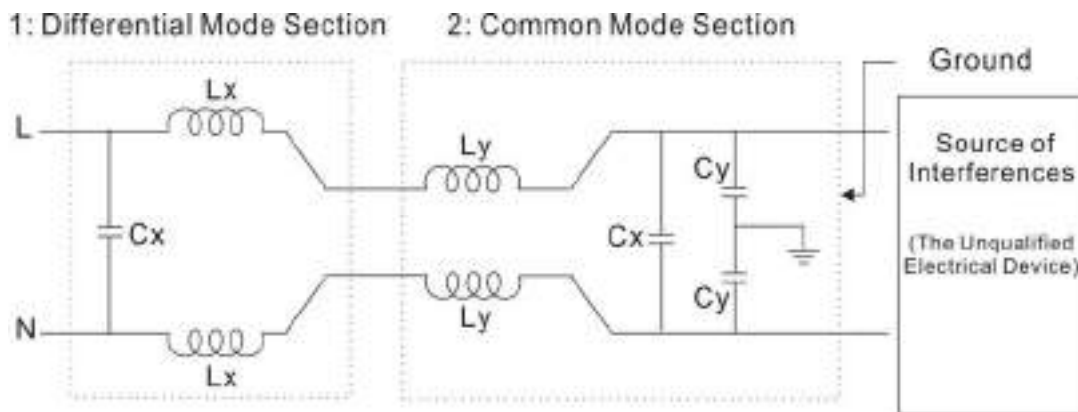 1: Differential Mode Section
2: Common Mode Section
Ground
Lx
L
Ly
Cy
Source of
Interferences
Cx
Cx
(The Unqualified
Electrical Device)
Cy
N
Ly
Lx